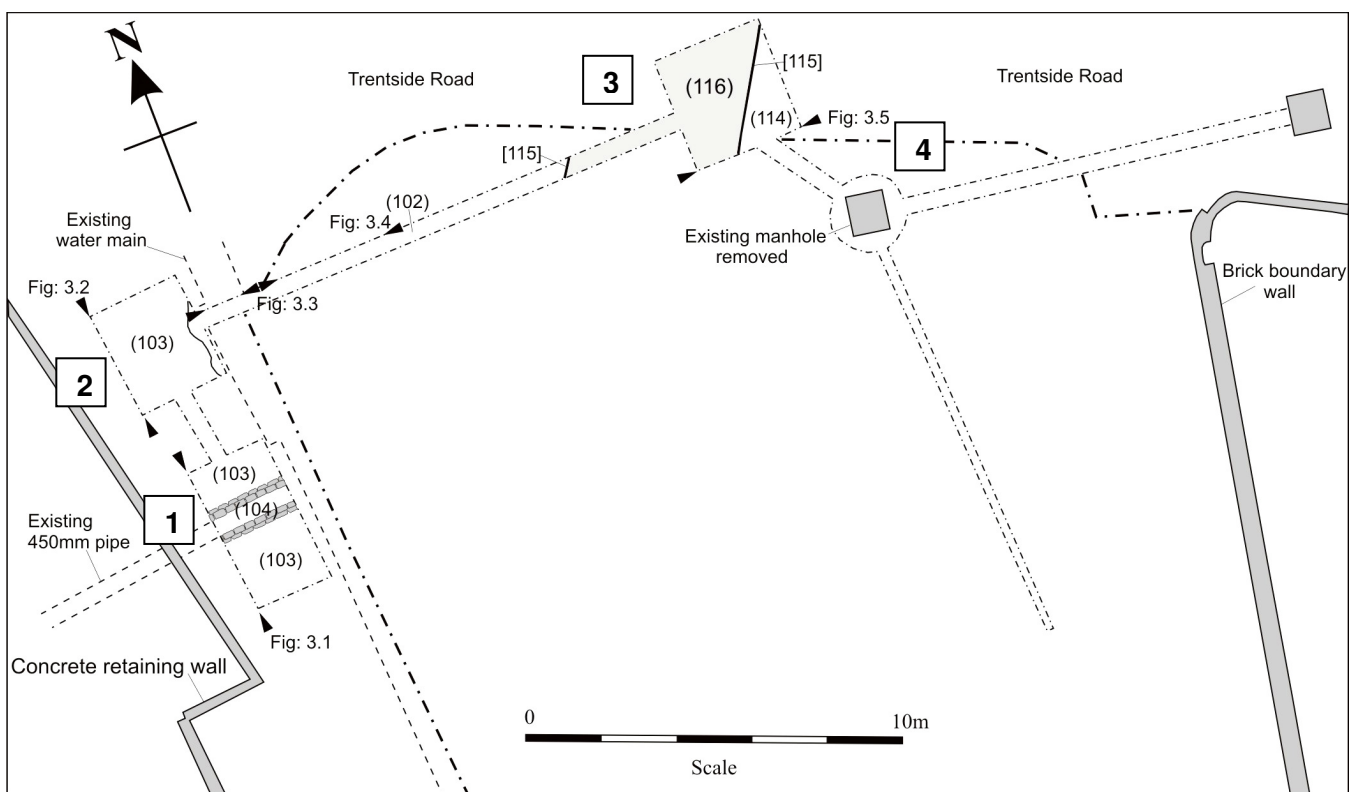 N
Trentside Road
3
(116)
[115]
Trentside Road
(114)
Fig: 3.5
4
[115]
(102)
Fig: 3.4
Existing
water main
Existing manhole
removed
Brick boundary
wall
Fig: 3.2
Fig: 3.3
(103)
2
(103)
(104)
1
Existing
450mm pipe
(103)
Fig: 3.1
Concrete retaining wall
0
10m
Scale